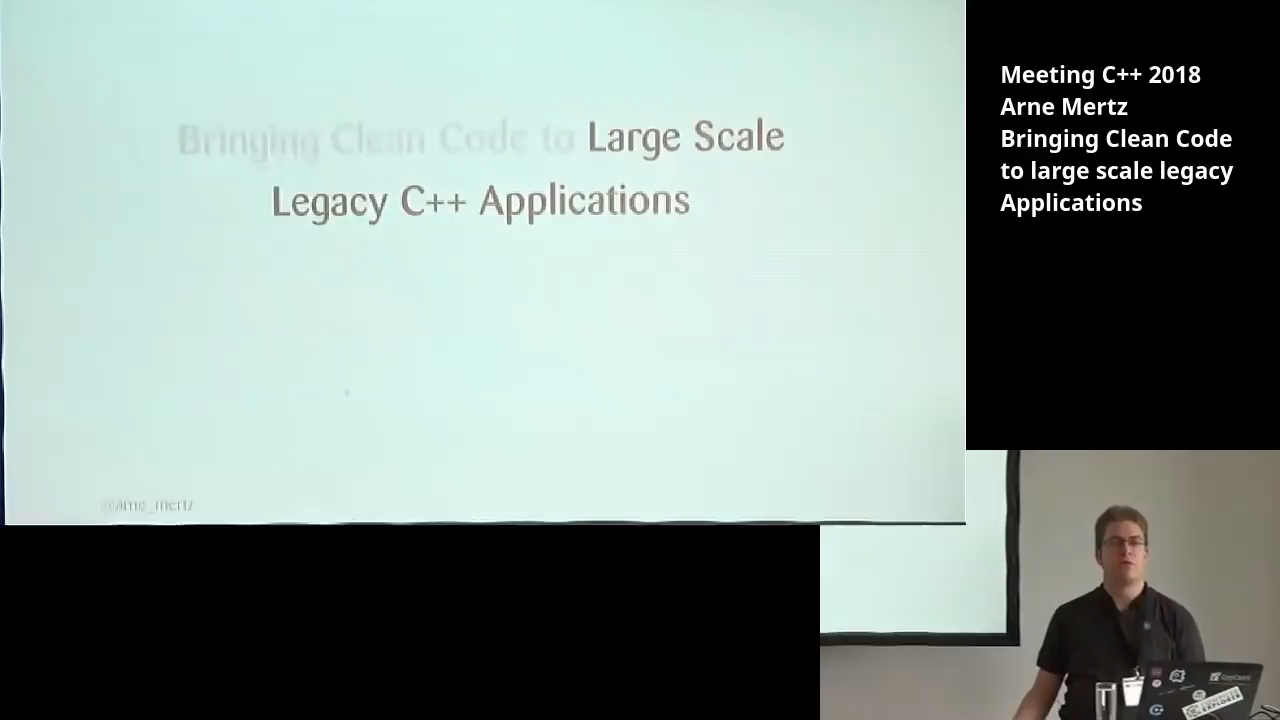 Bringing Clean Code to Large Scale
Legacy C++ Applications
@arne_mertz
Meeting C++ 2018
Arne Mertz
Bringing Clean Code
to large scale legacy
Applications
EXPLORER